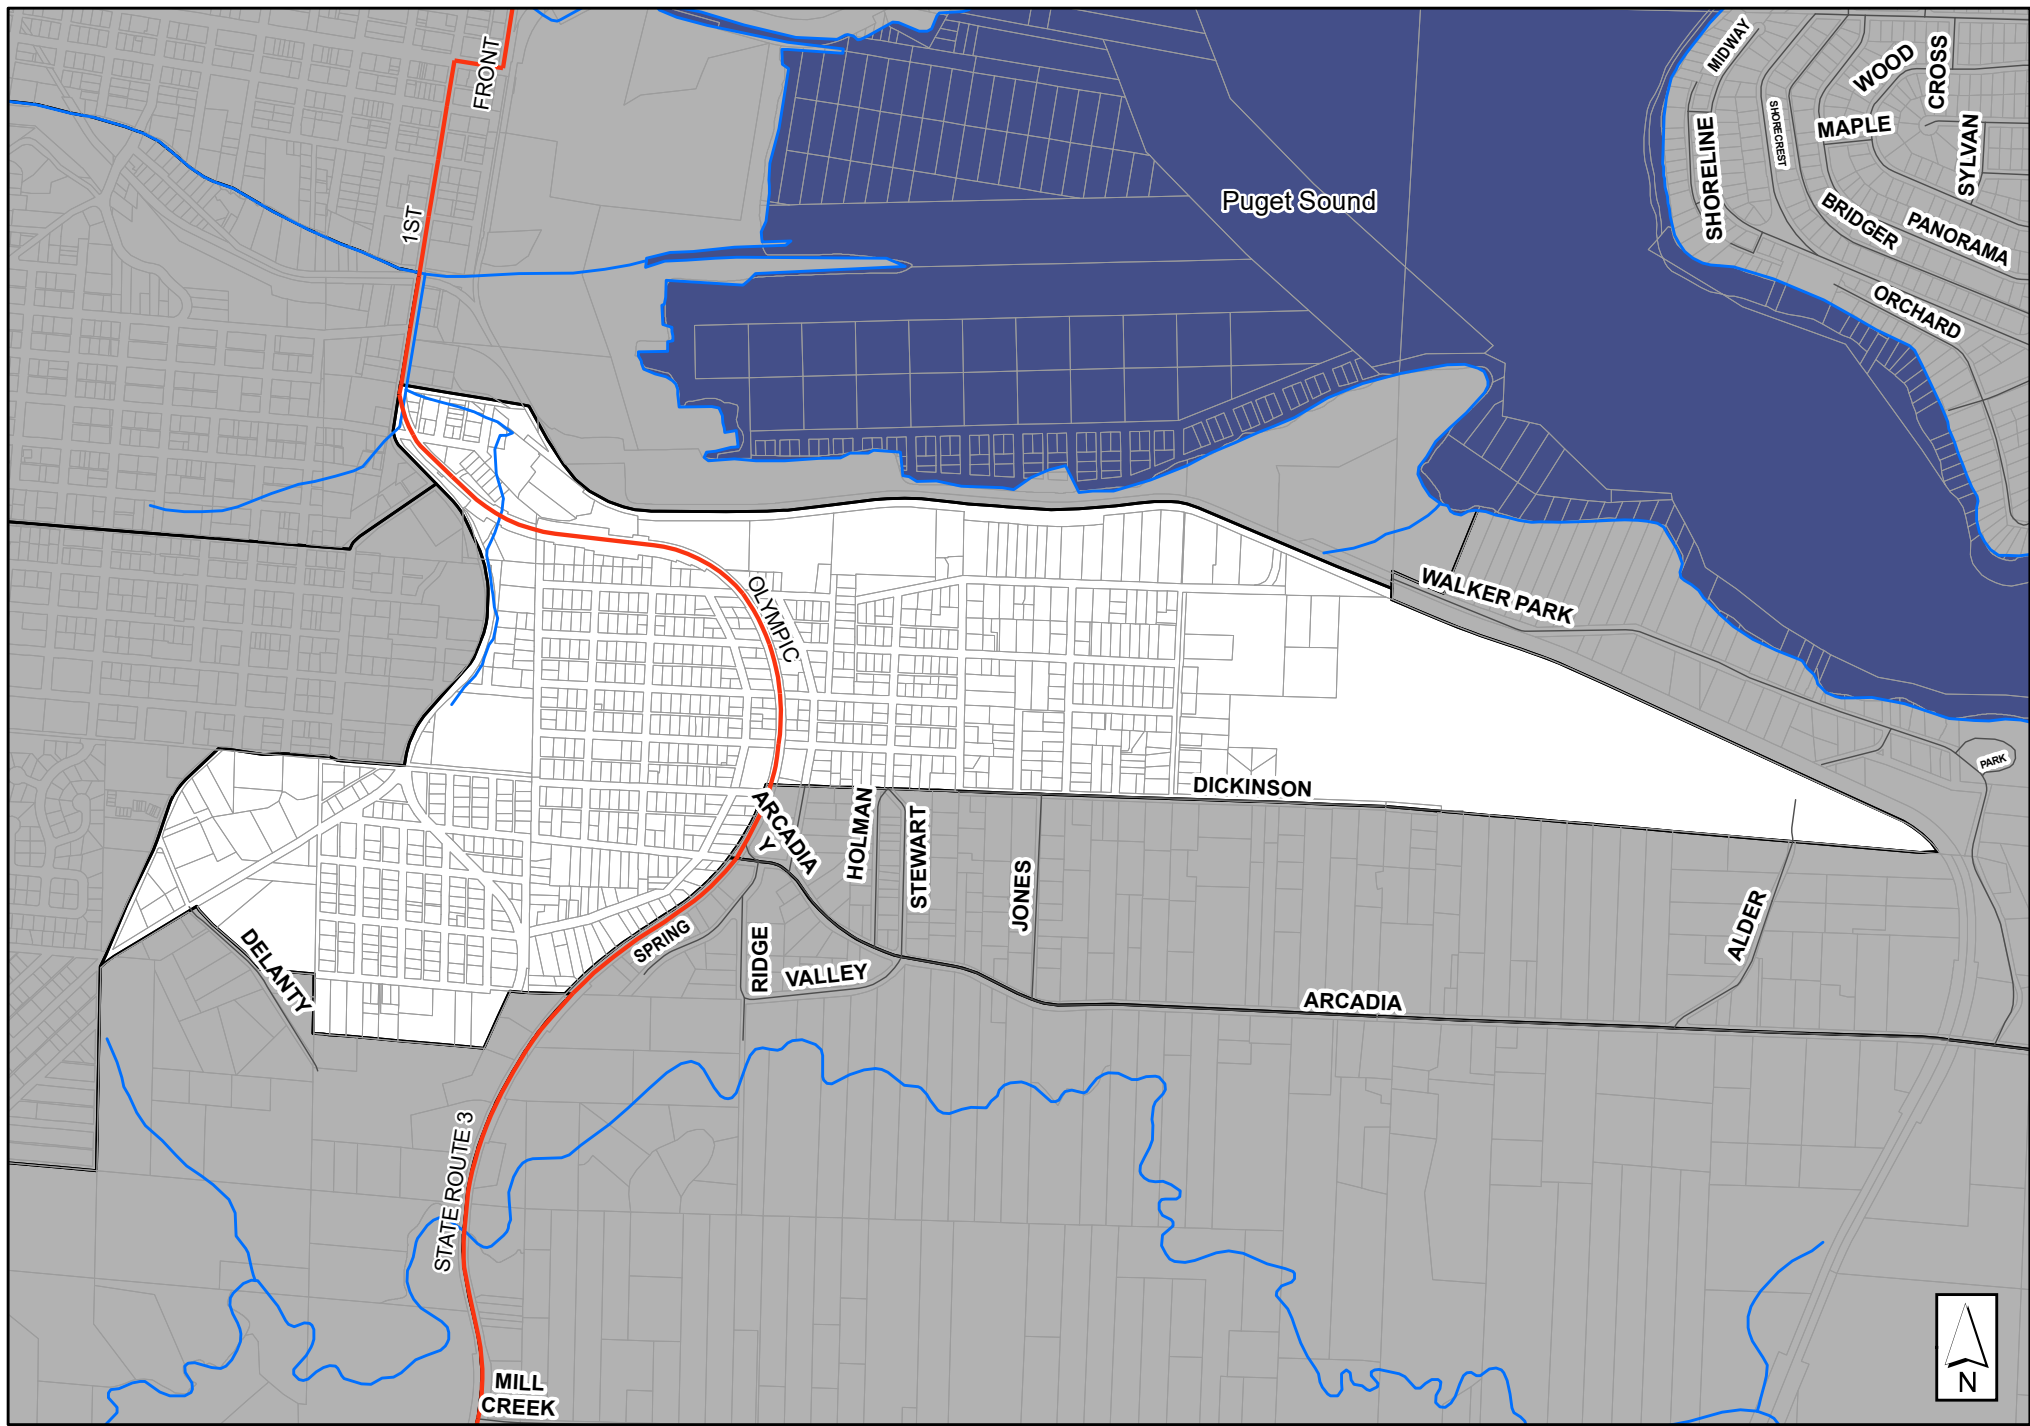 MIDWAY
WOOD
CROSS
FRONT
SHORECREST
MAPLE
SHORELINE
SYLVAN
Puget Sound
1ST
BRIDGER
PANORAMA
ORCHARD
WALKER PARK
OLYMPIC
PARK
DICKINSON
ARCADIA
Y
HOLMAN
STEWART
JONES
ALDER
SPRING
RIDGE
VALLEY
DELANTY
ARCADIA
STATE ROUTE 3
MILL
CREEK
N